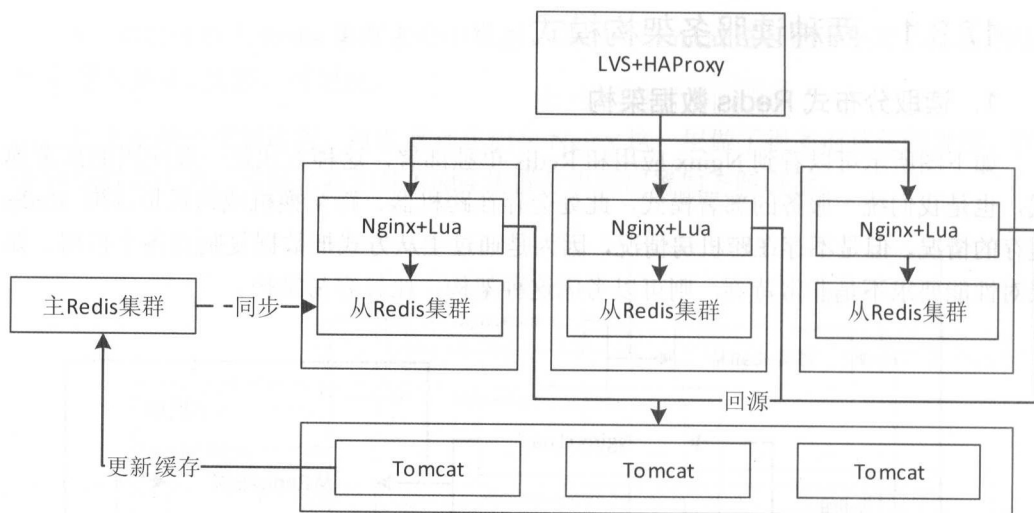 LVS+HAProxy
Nginx+Lua
Nginx+Lua
Nginx+Lua
主Redis集群
同步
从Redis集群
从Redis集群
从Redis集群
回源
更新缓存
Tomcat
Tomcat
Tomcat